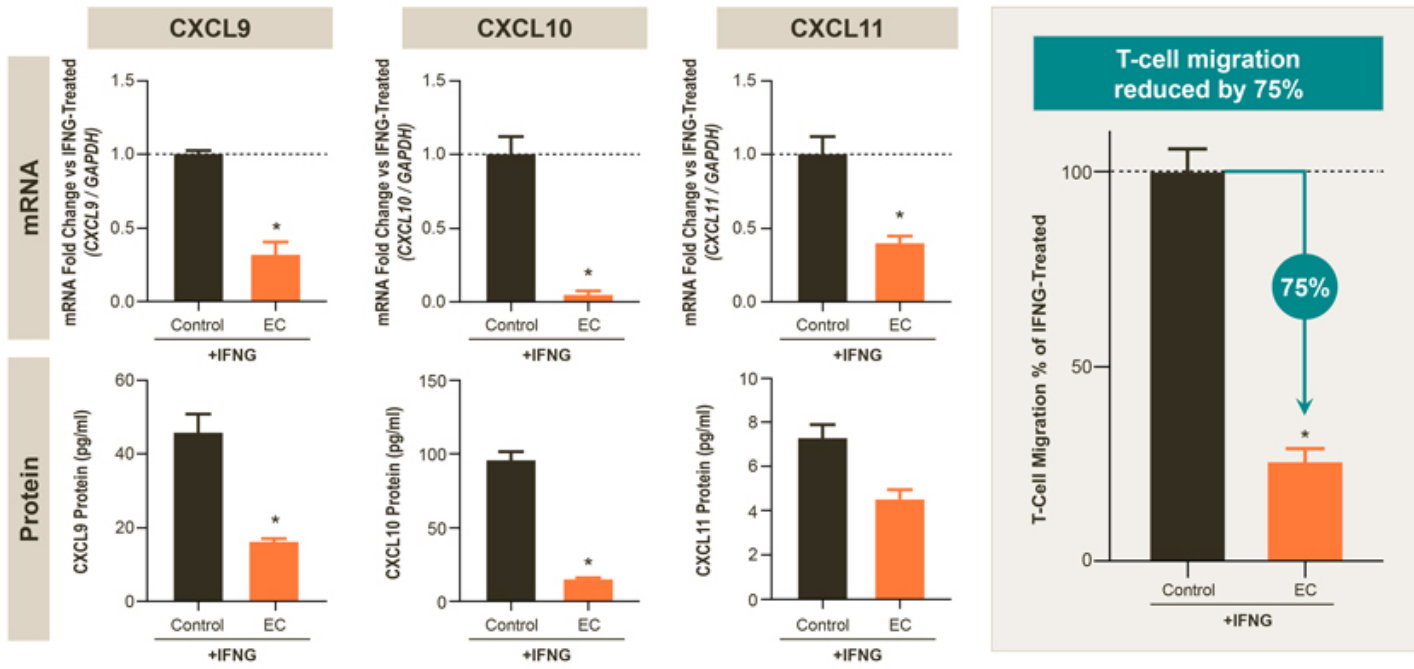 CXCL9
CXCL10
CXCL11
mRNA
mRNA Fold Change vs IFNG-Treated
(CXCL9 / GAPDH)
1.5
1.0
0.5
0.0
*
Control
EC
+IFNG
mRNA Fold Change vs IFNG-Treated
(CXCL10 / GAPDH)
1.5
1.0
0.5
0.0
*
Control
EC
+IFNG
mRNA Fold Change vs IFNG-Treated
(CXCL11 / GAPDH)
1.5
1.0
0.5
0.0
*
Control
EC
+IFNG
Protein
CXCL9 Protein (pg/ml)
60
40
20
0
*
Control
EC
+IFNG
CXCL10 Protein (pg/ml)
150
100
50
0
*
Control
EC
+IFNG
CXCL11 Protein (pg/ml)
10
8
6
4
2
0
Control
EC
+IFNG
T-cell migration
reduced by 75%
T-Cell Migration % of IFNG-Treated
100
50
0
75%
*
Control
EC
+IFNG